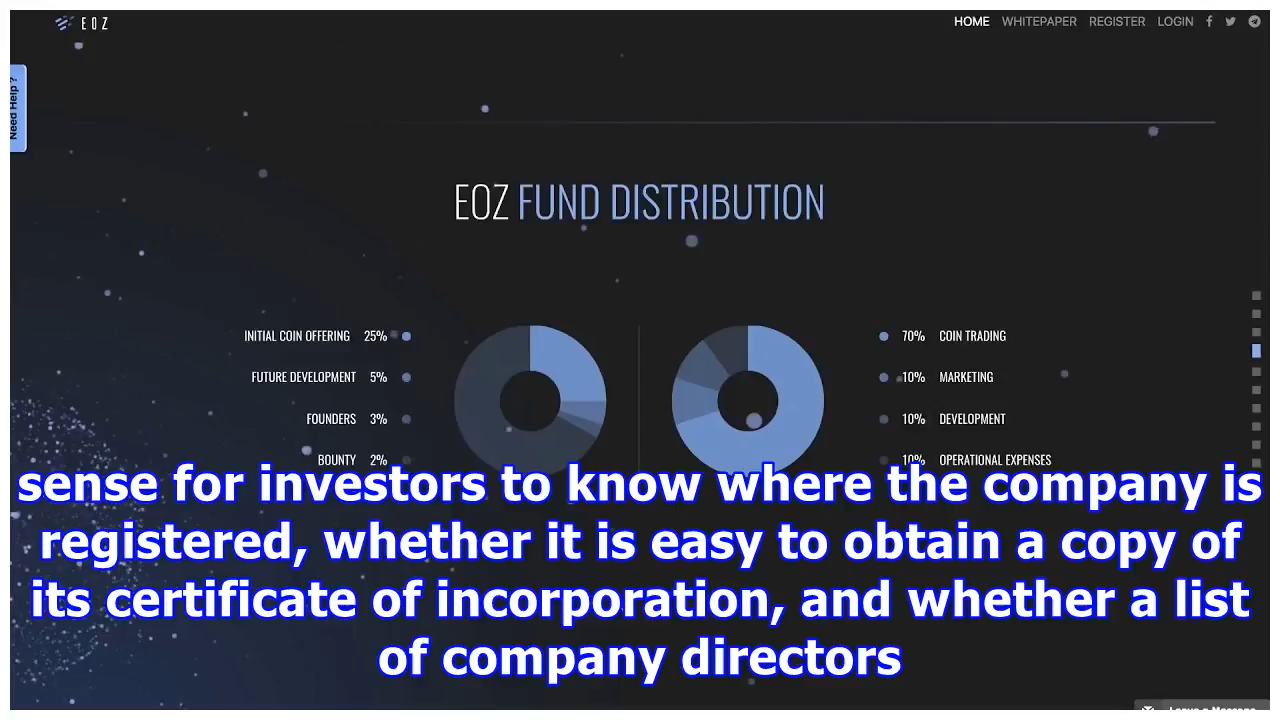 EOZ
HOME WHITEPAPER REGISTER LOGIN
Need Help ?
EOZ FUND DISTRIBUTION
INITIAL COIN OFFERING 25%
FUTURE DEVELOPMENT 5%
FOUNDERS 3%
BOUNTY 2%
70% COIN TRADING
10% MARKETING
10% DEVELOPMENT
10% OPERATIONAL EXPENSES
sense for investors to know where the company is
registered, whether it is easy to obtain a copy of
its certificate of incorporation, and whether a list
of company directors
Leave a Message